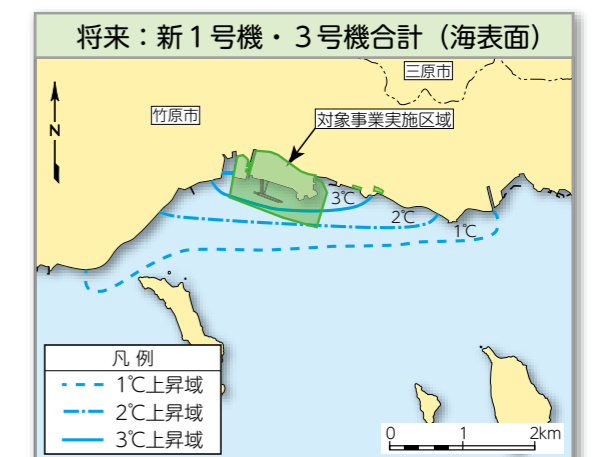 将来：新１号機・３号機合計（海表面）
三原市
竹原市
対象事業実施区域
N
3℃
2℃
1℃
凡 例
1℃上昇域
2℃上昇域
3℃上昇域
0 1 2km